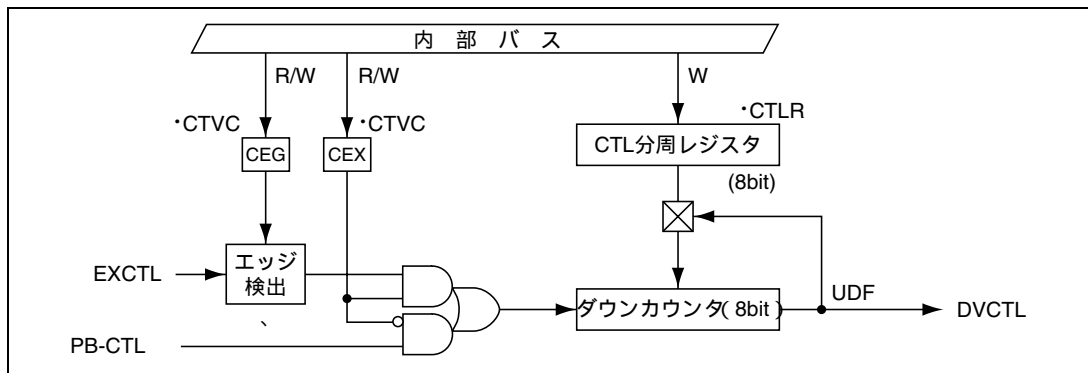 内 部 バ ス
R/W
R/W
W
・CTVC
・CTVC
・CTLR
CEG
CEX
CTL分周レジスタ
(8bit)
EXCTL
エッジ
検出
、
ダウンカウンタ( 8bit )
UDF
DVCTL
PB-CTL